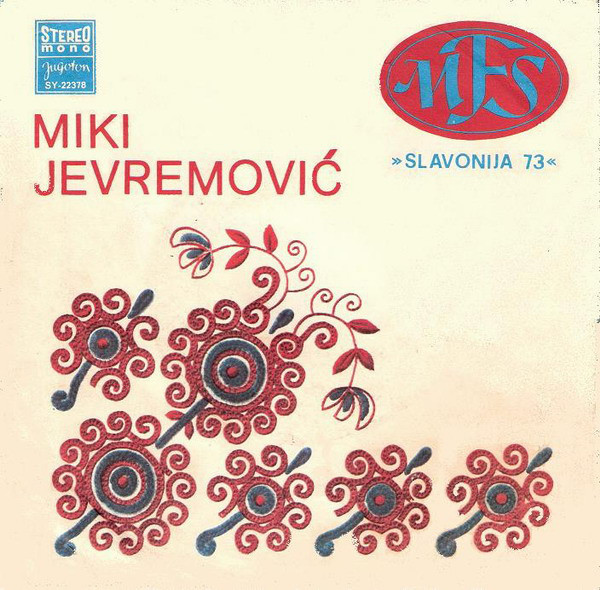 STEREO
mono
Jugoton
SY-22378
MFS
MIKI
JEVREMOVIĆ
»SLAVONIJA 73«